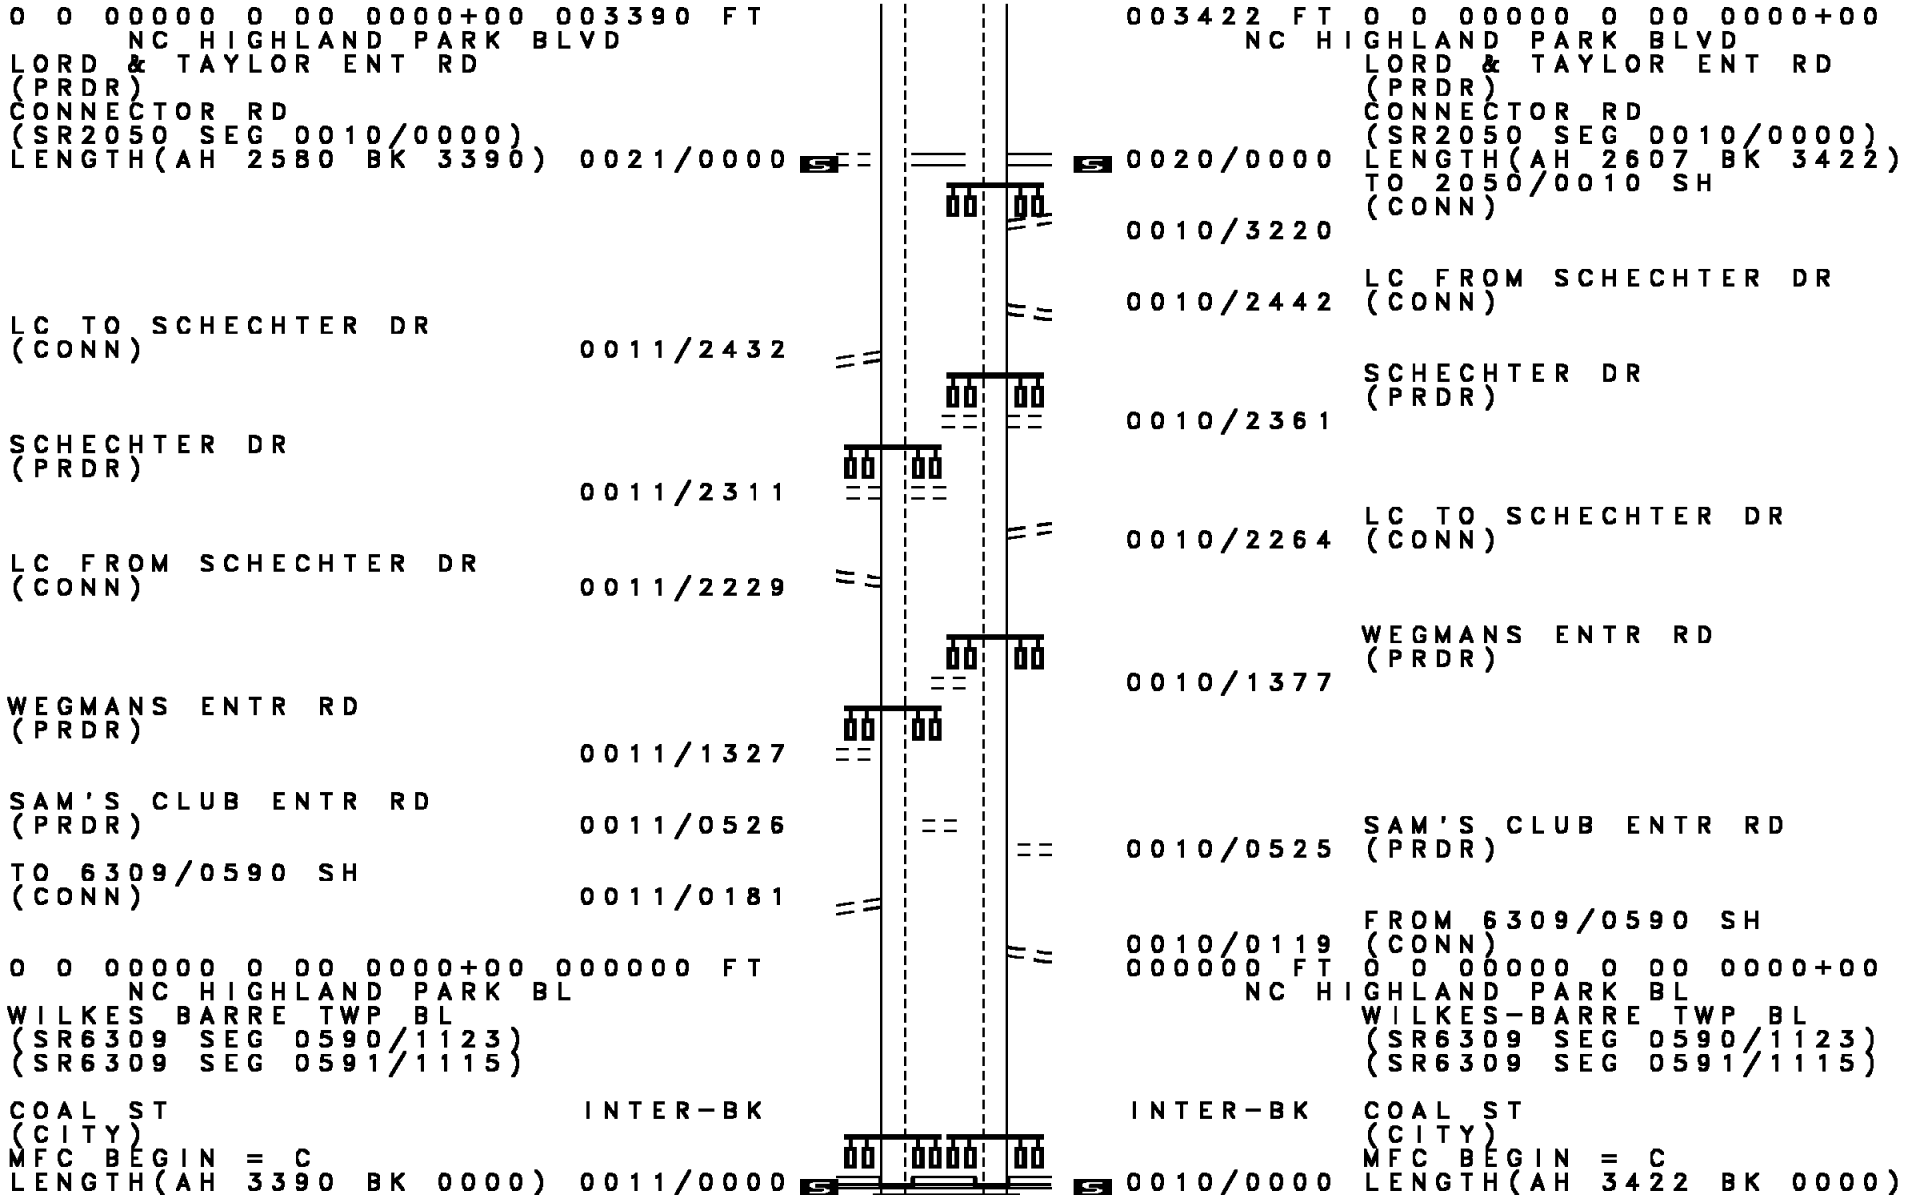 0 0 00000 0 00 0000+00 003390 FT
NC HIGHLAND PARK BLVD
LORD & TAYLOR ENT RD
(PRDR)
CONNECTOR RD
(SR2050 SEG 0010/0000)
LENGTH(AH 2580 BK 3390) 0021/0000 S
LC TO SCHECHTER DR
(CONN) 0011/2432
SCHECHTER DR
(PRDR)
0011/2311
LC FROM SCHECHTER DR
(CONN) 0011/2229
WEGMANS ENTR RD
(PRDR)
0011/1327
SAM'S CLUB ENTR RD
(PRDR) 0011/0526
TO 6309/0590 SH
(CONN) 0011/0181
0 0 00000 0 00 0000+00 000000 FT
NC HIGHLAND PARK BL
WILKES BARRE TWP BL
(SR6309 SEG 0590/1123)
(SR6309 SEG 0591/1115)
COAL ST INTER-BK
(CITY)
MFC BEGIN = C
LENGTH(AH 3390 BK 0000) 0011/0000 S
003422 FT 0 0 00000 0 00 0000+00
NC HIGHLAND PARK BLVD
LORD & TAYLOR ENT RD
(PRDR)
CONNECTOR RD
(SR2050 SEG 0010/0000)
S 0020/0000 LENGTH(AH 2607 BK 3422)
TO 2050/0010 SH
(CONN)
0010/3220
LC FROM SCHECHTER DR
0010/2442 (CONN)
SCHECHTER DR
(PRDR)
0010/2361
LC TO SCHECHTER DR
0010/2264 (CONN)
WEGMANS ENTR RD
(PRDR)
0010/1377
SAM'S CLUB ENTR RD
0010/0525 (PRDR)
FROM 6309/0590 SH
0010/0119 (CONN)
000000 FT 0 0 00000 0 00 0000+00
NC HIGHLAND PARK BL
WILKES-BARRE TWP BL
(SR6309 SEG 0590/1123)
(SR6309 SEG 0591/1115)
INTER-BK COAL ST
(CITY)
MFC BEGIN = C
S 0010/0000 LENGTH(AH 3422 BK 0000)